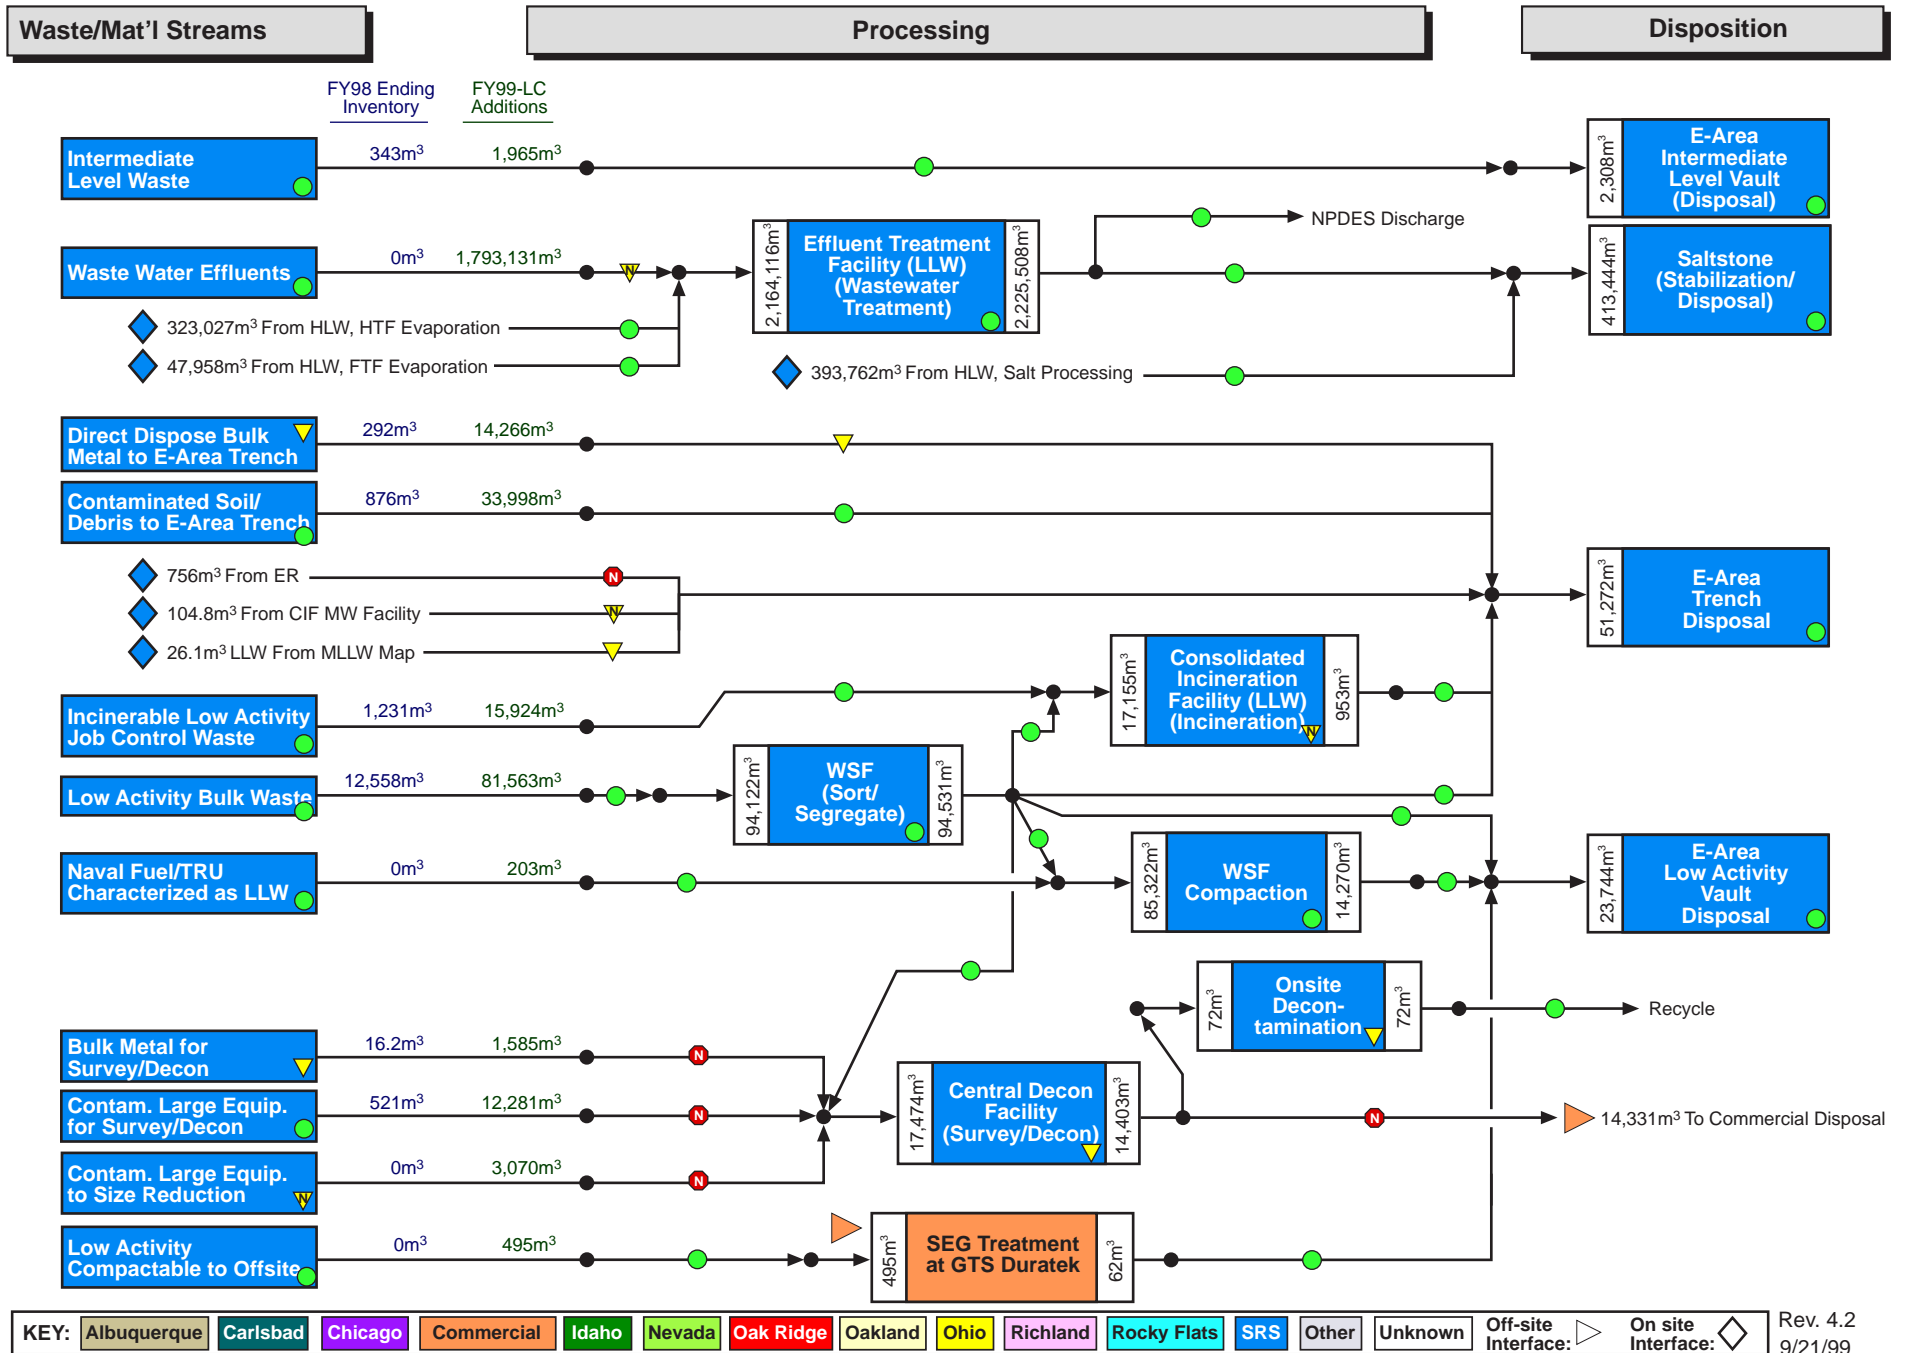 Waste/Mat'l Streams
Processing
Disposition
FY98 Ending
Inventory
FY99-LC
Additions
Intermediate
Level Waste
343m³
1,965m³
2,308m³
E-Area
Intermediate
Level Vault
(Disposal)
Waste Water Effluents
0m³
1,793,131m³
N
2,164,116m³
Effluent Treatment
Facility (LLW)
(Wastewater
Treatment)
2,225,508m³
NPDES Discharge
413,444m³
Saltstone
(Stabilization/
Disposal)
323,027m³ From HLW, HTF Evaporation
47,958m³ From HLW, FTF Evaporation
393,762m³ From HLW, Salt Processing
Direct Dispose Bulk
Metal to E-Area Trench
292m³
14,266m³
Contaminated Soil/
Debris to E-Area Trench
876m³
33,998m³
756m³ From ER
N
104.8m³ From CIF MW Facility
N
26.1m³ LLW From MLLW Map
51,272m³
E-Area
Trench
Disposal
Incinerable Low Activity
Job Control Waste
1,231m³
15,924m³
17,155m³
Consolidated
Incineration
Facility (LLW)
(Incineration)
N
953m³
Low Activity Bulk Waste
12,558m³
81,563m³
94,122m³
WSF
(Sort/
Segregate)
94,531m³
Naval Fuel/TRU
Characterized as LLW
0m³
203m³
85,322m³
WSF
Compaction
14,270m³
23,744m³
E-Area
Low Activity
Vault
Disposal
72m³
Onsite
Decon-
tamination
72m³
Recycle
Bulk Metal for
Survey/Decon
16.2m³
1,585m³
N
Contam. Large Equip.
for Survey/Decon
521m³
12,281m³
N
17,474m³
Central Decon
Facility
(Survey/Decon)
14,403m³
N
14,331m³ To Commercial Disposal
Contam. Large Equip.
to Size Reduction
N
0m³
3,070m³
N
Low Activity
Compactable to Offsite
0m³
495m³
495m³
SEG Treatment
at GTS Duratek
62m³
KEY: Albuquerque Carlsbad Chicago Commercial Idaho Nevada Oak Ridge Oakland Ohio Richland Rocky Flats SRS Other Unknown
Off-site
Interface:
On site
Interface:
Rev. 4.2
9/21/99